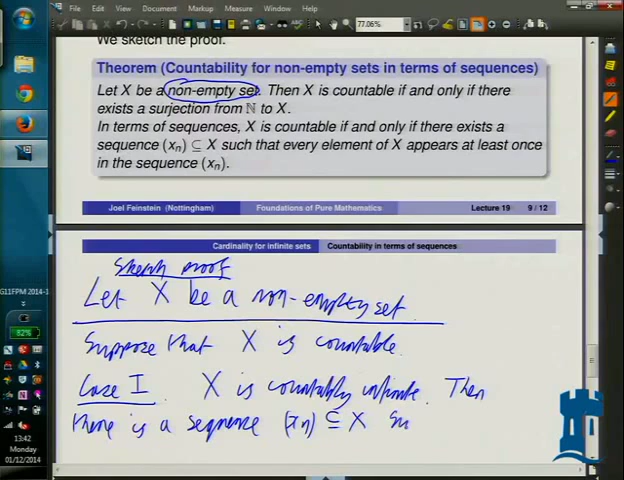 File Edit View Document Markup Window Help
77.06%
We sketch the proof.
Theorem (Countability for non-empty sets in terms of sequences)
Let X be a non-empty set. Then X is countable if and only if there
exists a surjection from ℕ to X.
In terms of sequences, X is countable if and only if there exists a
sequence (xn) ⊆ X such that every element of X appears at least once
in the sequence (xn).
Joel Feinstein (Nottingham) Foundations of Pure Mathematics Lecture 19 9 / 12
Cardinality for infinite sets Countability in terms of sequences
Sketch proof
Let X be a non-empty set.
Suppose that X is countable.
Case I. X is countably infinite. Then
there is a sequence (xn) ⊆ X su
G11FPM 2014-1
82%
13:42
Monday
01/12/2014